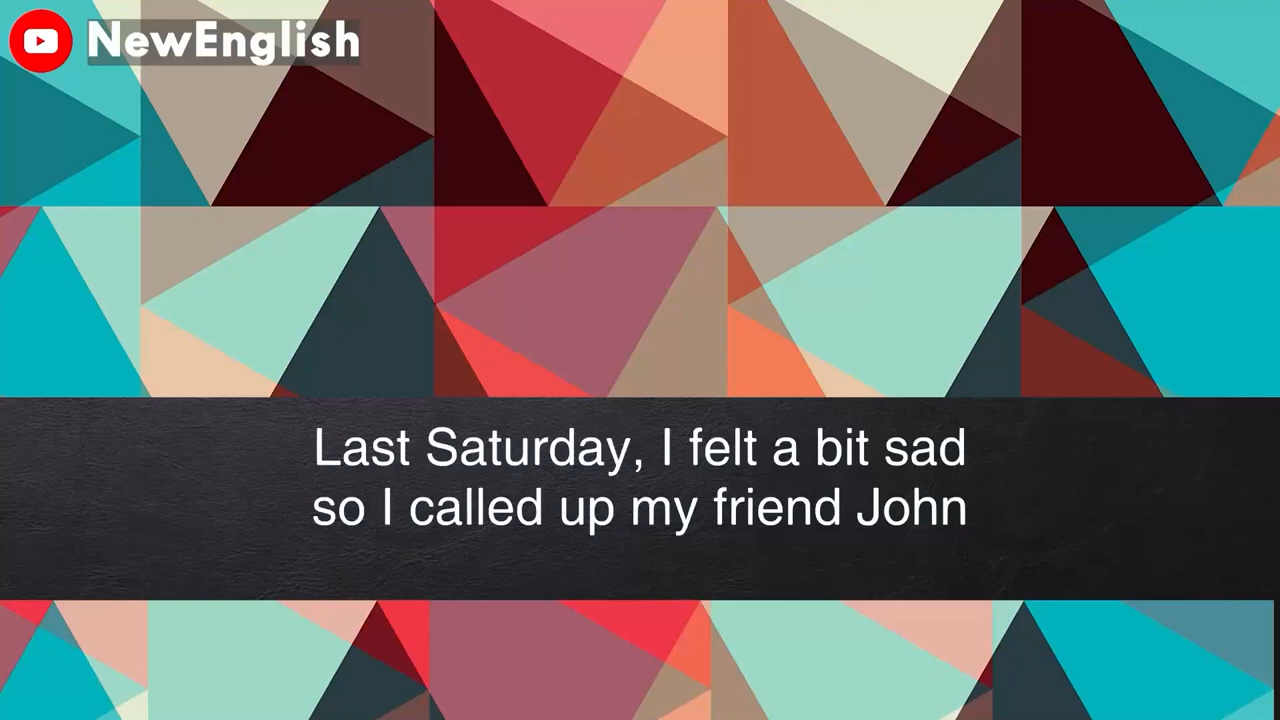 NewEnglish
Last Saturday, I felt a bit sad
so I called up my friend John